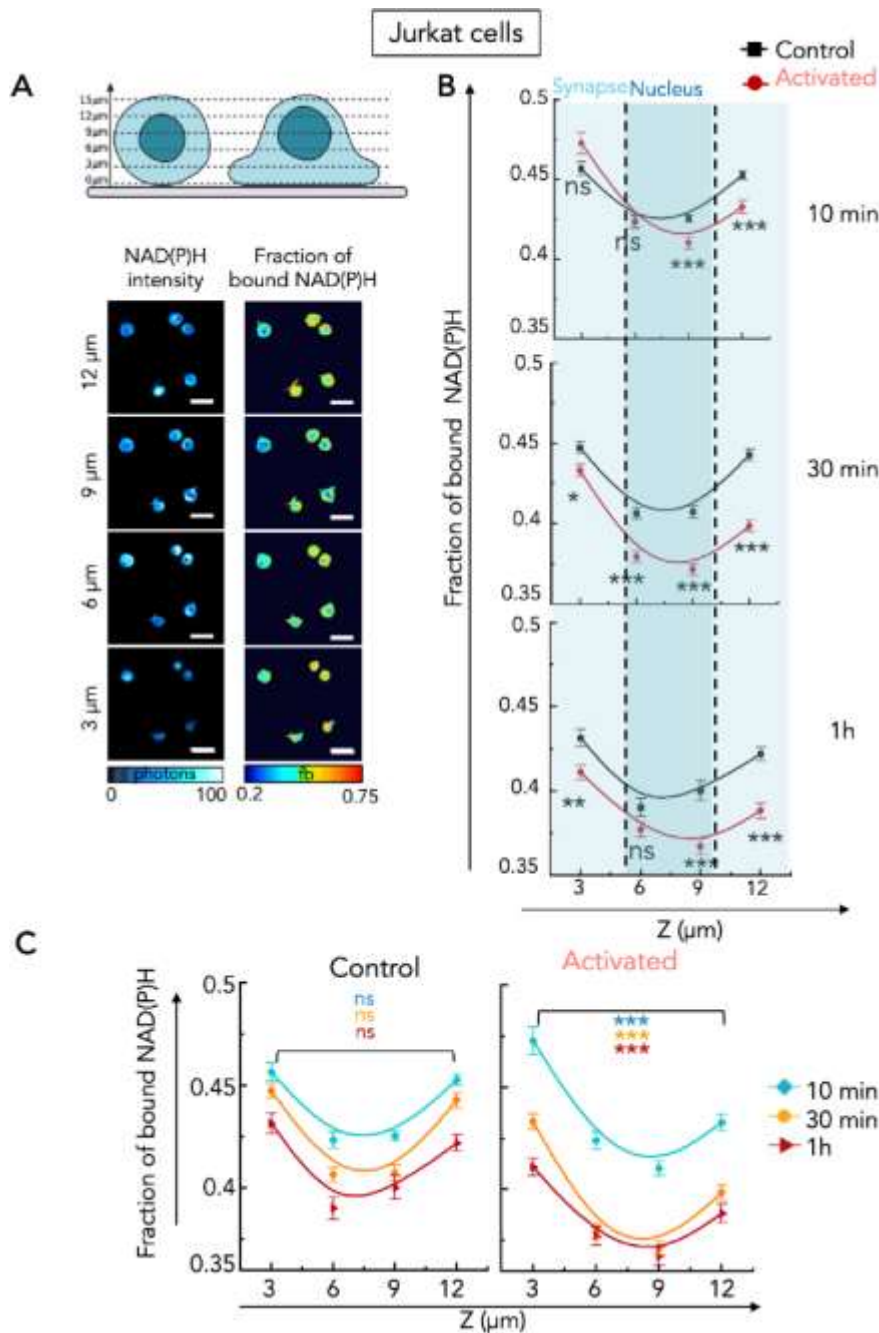 Jurkat cells
Control
Activated
A
15μm
12μm
9μm
6μm
3μm
0μm
NAD(P)H
intensity
Fraction of
bound NAD(P)H
12 μm
9 μm
6 μm
3 μm
photons
0
100
fb
0.2
0.75
B
Synapse
Nucleus
Fraction of bound NAD(P)H
0.5
0.45
0.4
0.35
ns
ns
***
***
10 min
0.5
0.45
0.4
0.35
*
***
***
***
30 min
0.5
0.45
0.4
0.35
**
ns
***
***
1h
3
6
9
12
Z (μm)
C
Fraction of bound NAD(P)H
Control
ns
ns
ns
0.5
0.45
0.4
0.35
3
6
9
12
Activated
***
***
***
3
6
9
12
Z (μm)
10 min
30 min
1h